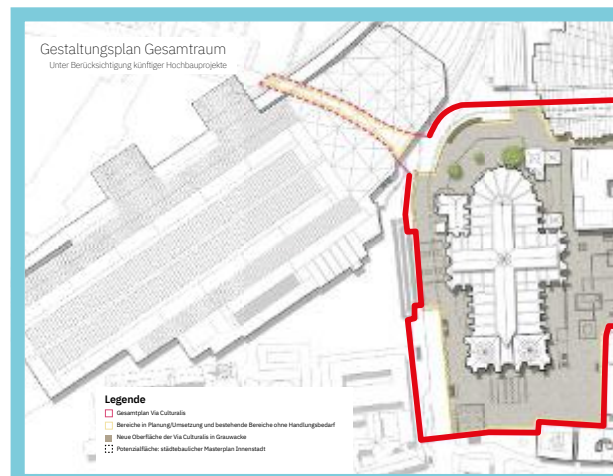 Gestaltungsplan Gesamtraum
Unter Berücksichtigung künftiger Hochbauprojekte
Legende
Gesamtplan Via Culturalis
Bereiche in Planung/Umsetzung und bestehende Bereiche ohne Handlungsbedarf
Neue Oberfläche der Via Culturalis in Grauwacke
Potenzialfläche: städtebaulicher Masterplan Innenstadt